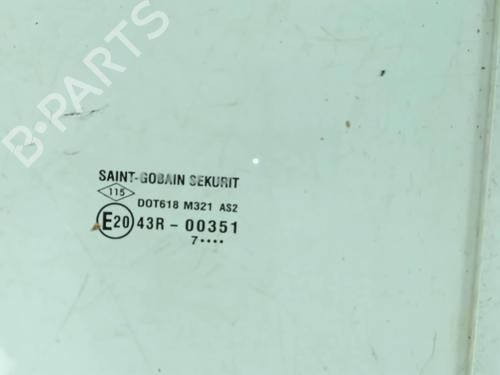 B-PARTS
SAINT-GOBAIN SEKURIT
115
DOT618 M321 AS2
E20 43R - 00351
7····